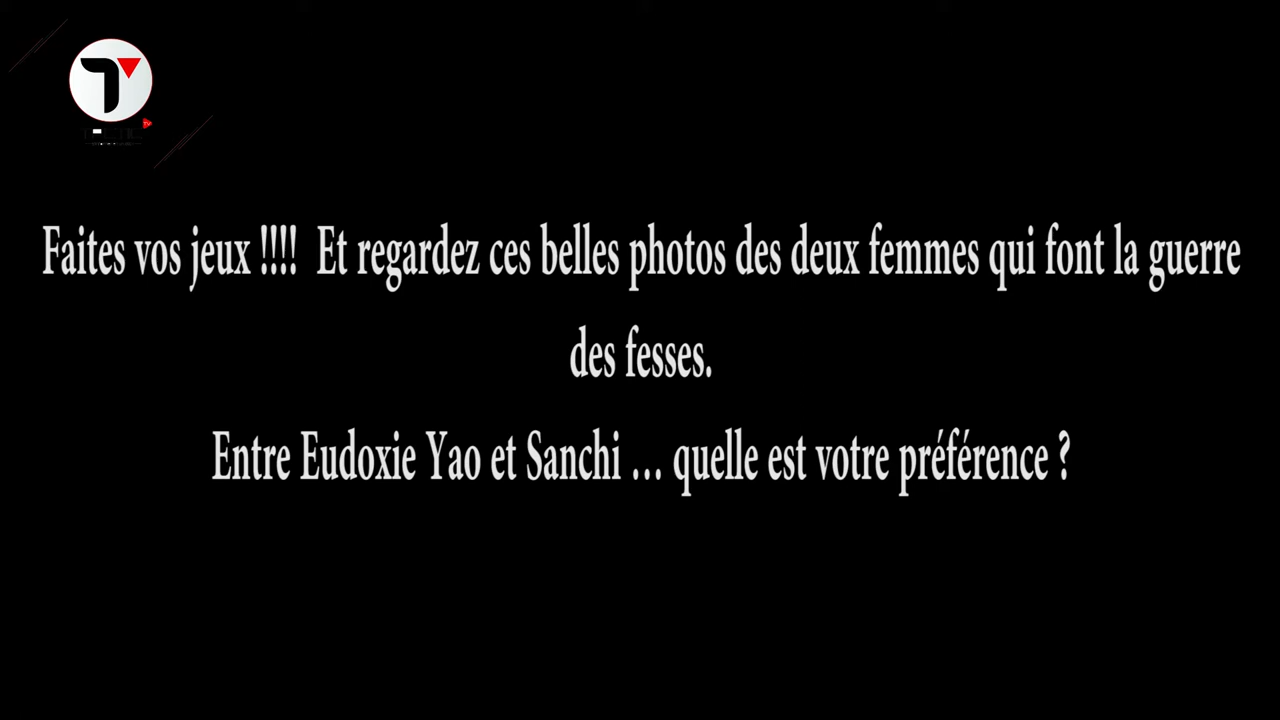 TV
Faites vos jeux !!!! Et regardez ces belles photos des deux femmes qui font la guerre
des fesses.
Entre Eudoxie Yao et Sanchi ... quelle est votre préférence ?